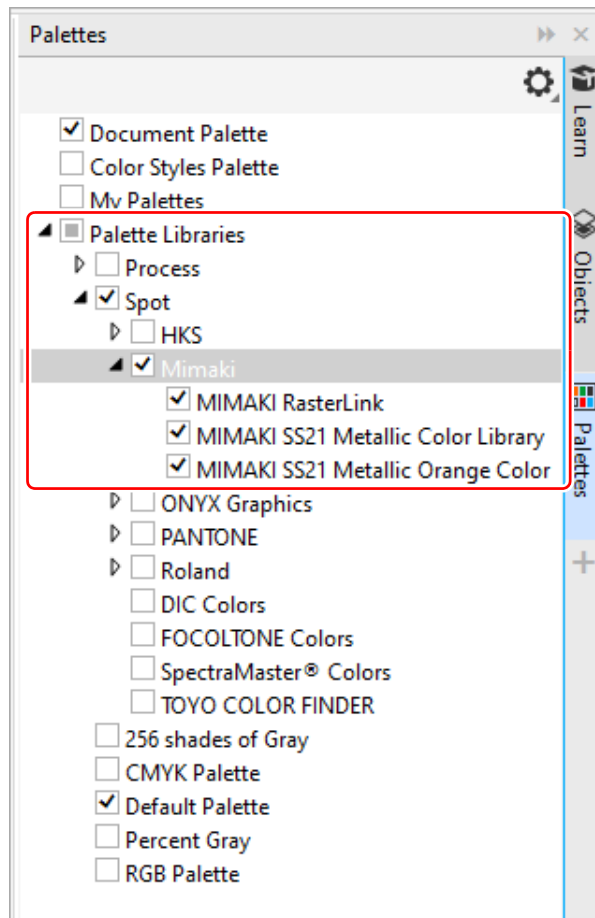 Palettes
Document Palette
Color Styles Palette
My Palettes
Palette Libraries
Process
Spot
HKS
Mimaki
MIMAKI RasterLink
MIMAKI SS21 Metallic Color Library
MIMAKI SS21 Metallic Orange Color
ONYX Graphics
PANTONE
Roland
DIC Colors
FOCOLTONE Colors
SpectraMaster® Colors
TOYO COLOR FINDER
256 shades of Gray
CMYK Palette
Default Palette
Percent Gray
RGB Palette
Learn
Objects
Palettes